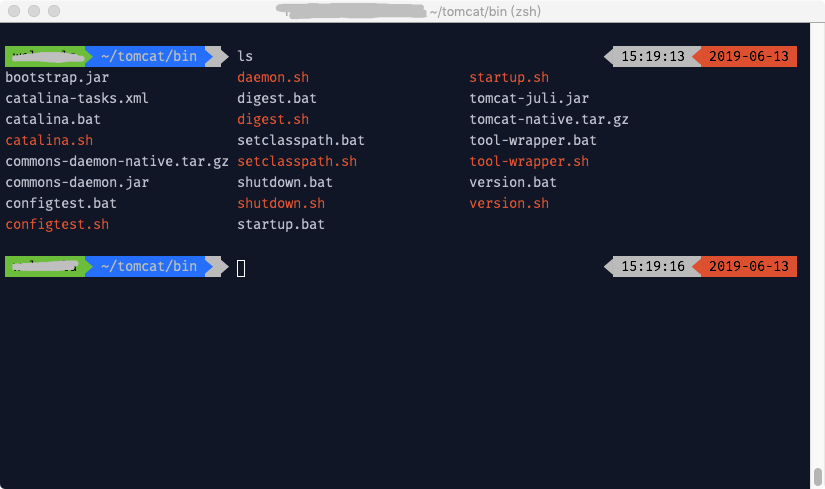 ~/tomcat/bin (zsh)
~/tomcat/bin ls 15:19:13 2019-06-13
bootstrap.jar daemon.sh startup.sh
catalina-tasks.xml digest.bat tomcat-juli.jar
catalina.bat digest.sh tomcat-native.tar.gz
catalina.sh setclasspath.bat tool-wrapper.bat
commons-daemon-native.tar.gz setclasspath.sh tool-wrapper.sh
commons-daemon.jar shutdown.bat version.bat
configtest.bat shutdown.sh version.sh
configtest.sh startup.bat
~/tomcat/bin 15:19:16 2019-06-13